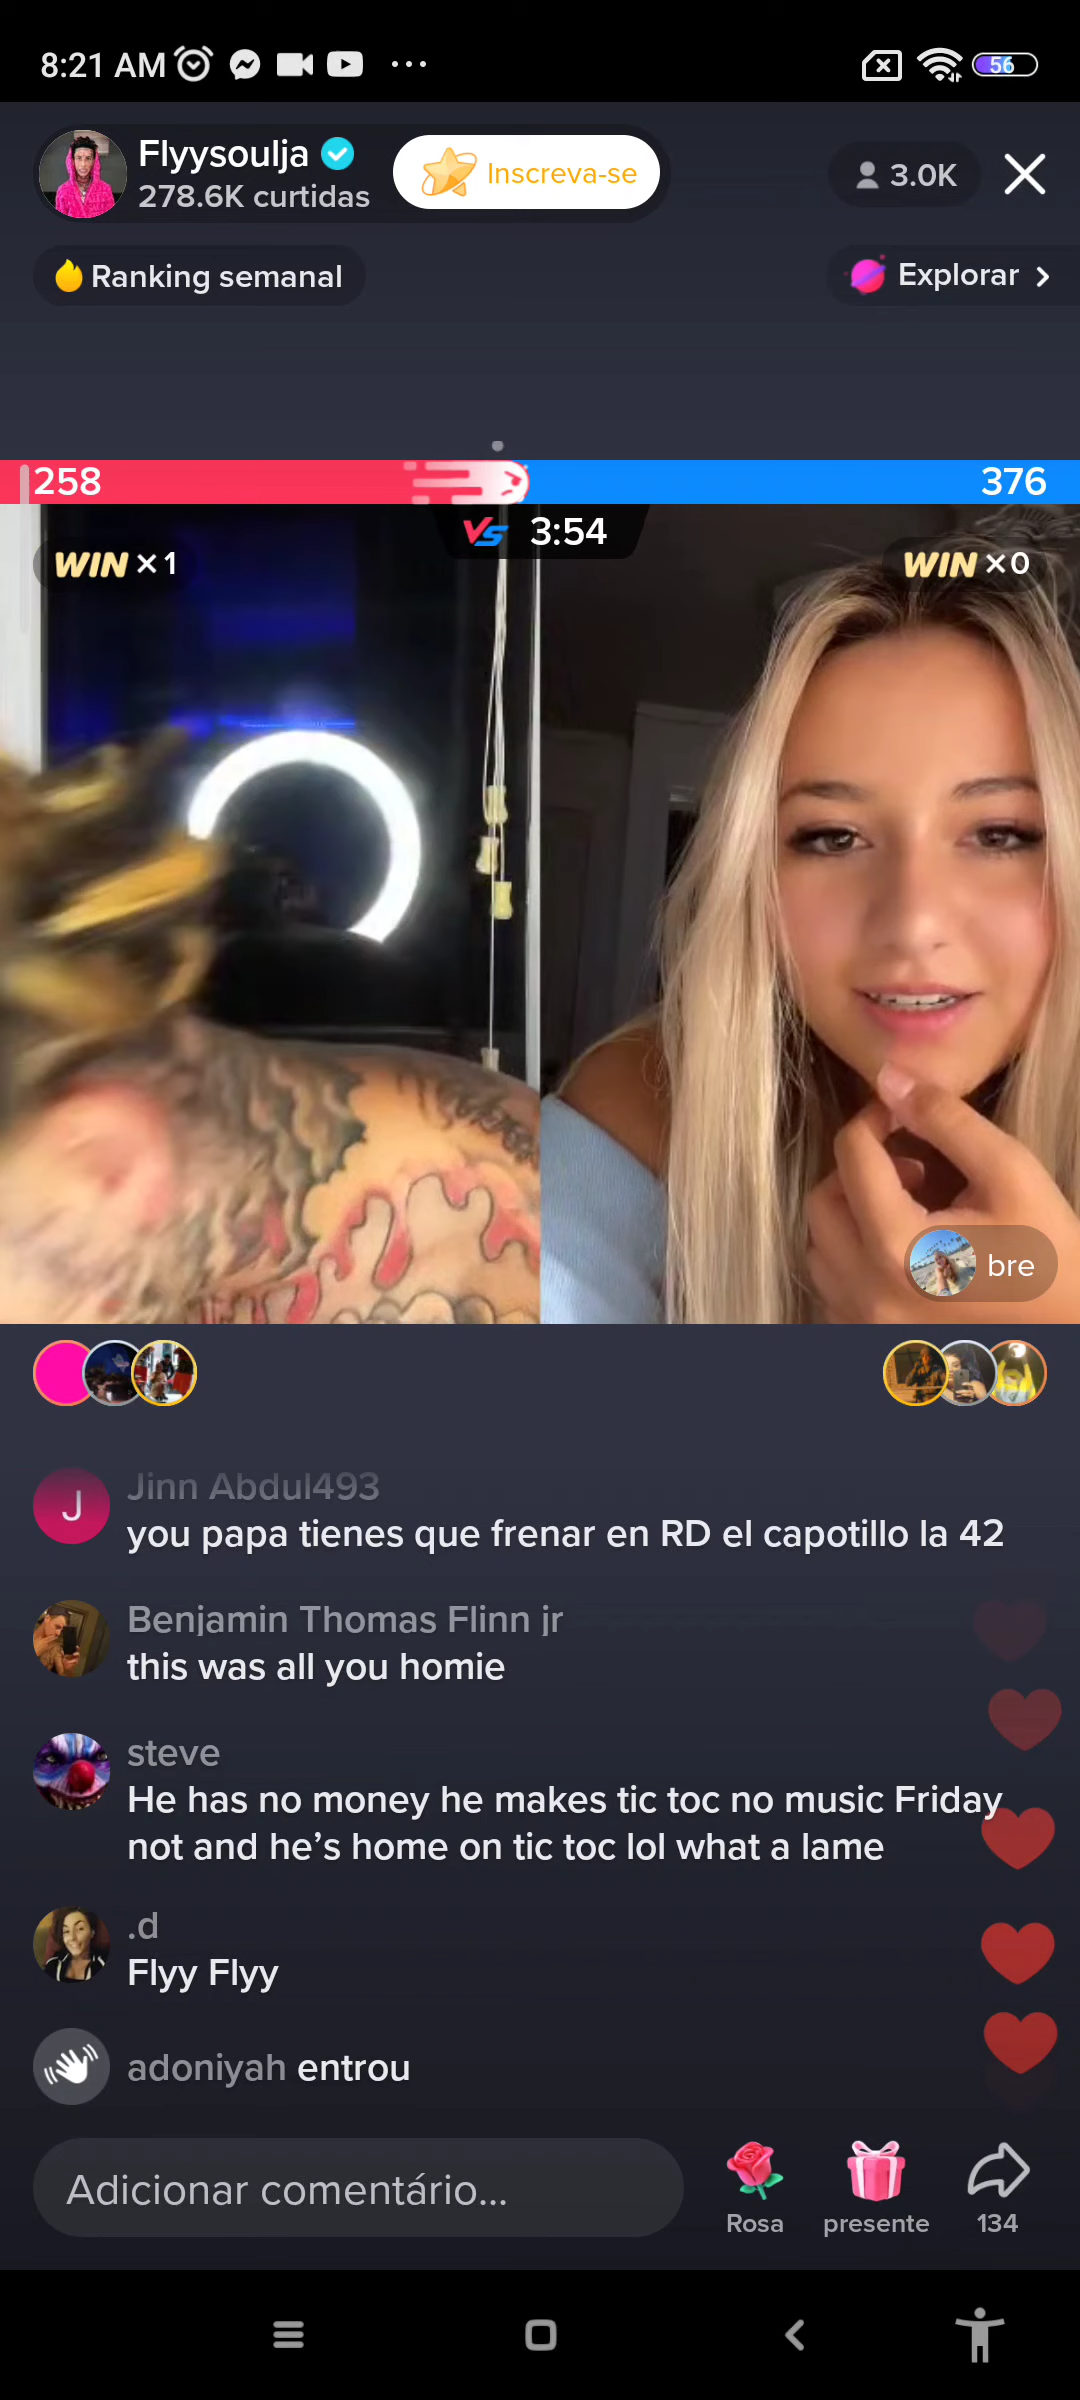 8:21 AM
56
Flyysoulja
278.6K curtidas
Inscreva-se
3.0K
Ranking semanal
Explorar
258
376
VS 3:54
WIN ×1
WIN ×0
bre
J
Jinn Abdul493
you papa tienes que frenar en RD el capotillo la 42
Benjamin Thomas Flinn jr
this was all you homie
steve
He has no money he makes tic toc no music Friday
not and he’s home on tic toc lol what a lame
.d
Flyy Flyy
adoniyah entrou
Adicionar comentário...
Rosa
presente
134